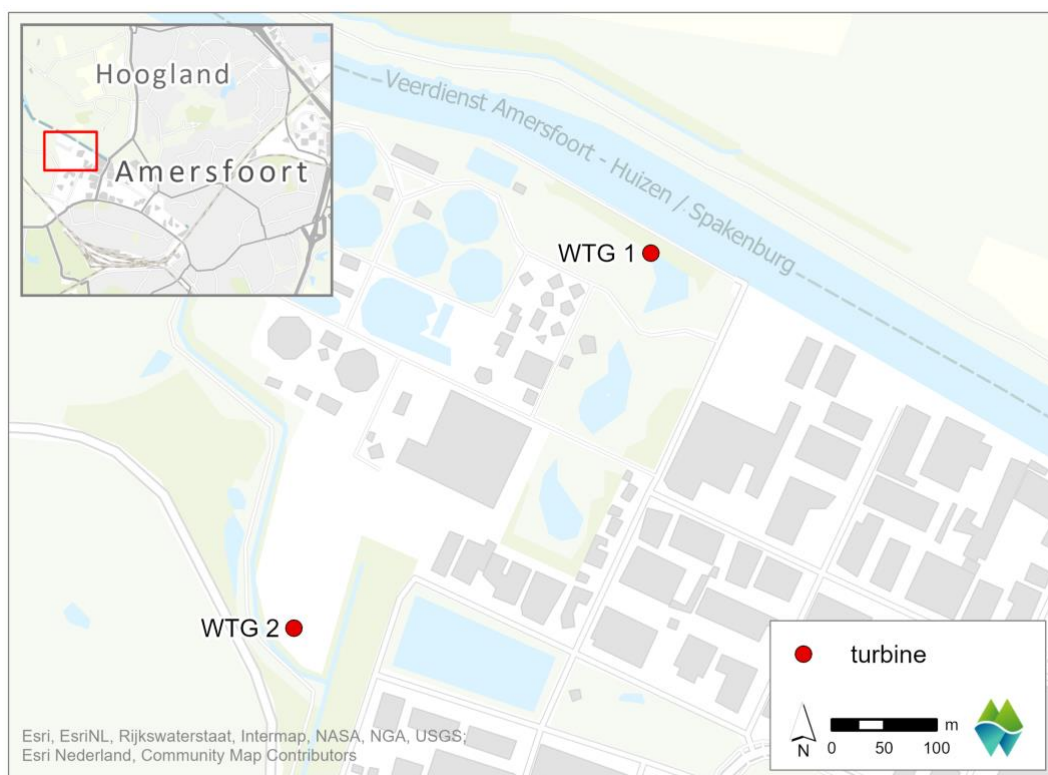 Hoogland
Amersfoort
Veerdienst Amersfoort - Huizen / Spakenburg
WTG 1
WTG 2
turbine
N
0 50 100 m
Esri, EsriNL, Rijkswaterstaat, Intermap, NASA, NGA, USGS;
Esri Nederland, Community Map Contributors